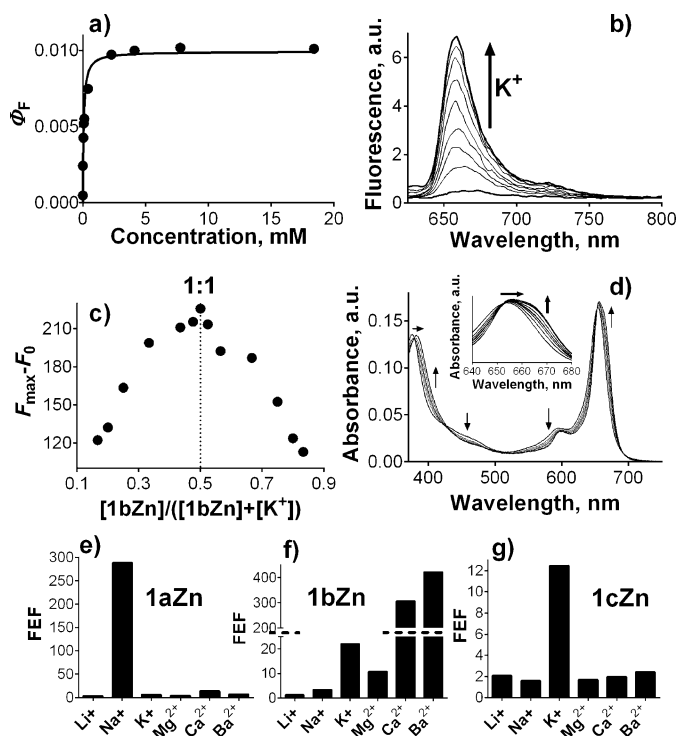 a)
ΦF
0.010
0.005
0.000
0 5 10 15 20
Concentration, mM
b)
Fluorescence, a.u.
6
4
2
0
K⁺
700 750 800 650
Wavelength, nm
c)
1:1
Fmax-F0
210
180
150
120
0.1 0.3 0.5 0.7 0.9
[1bZn]/([1bZn]+[K⁺])
d)
Absorbance, a.u.
0.15
0.10
0.05
0.00
400 500 600 700
Wavelength, nm
Absorbance, a.u.
640 650 660 670 680
Wavelength, nm
e)
1aZn
FEF
300
250
200
150
100
50
0
Li+ Na+ K+ Mg²⁺ Ca²⁺ Ba²⁺
f)
1bZn
FEF
400
300
200
20
10
0
Li+ Na+ K+ Mg²⁺ Ca²⁺ Ba²⁺
g)
1cZn
FEF
12
10
8
6
4
2
0
Li+ Na+ K+ Mg²⁺ Ca²⁺ Ba²⁺